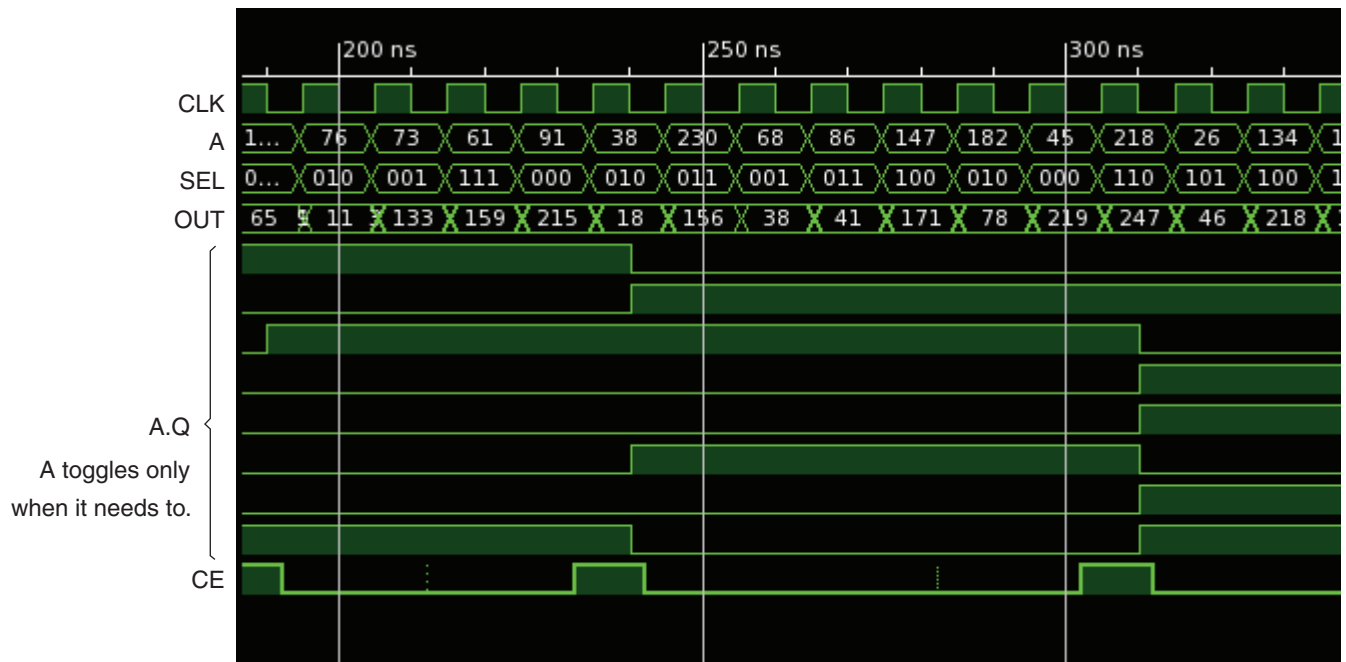 200 ns 250 ns 300 ns
CLK
A 1... 76 73 61 91 38 230 68 86 147 182 45 218 26 134 1
SEL 0... 010 001 111 000 010 011 001 011 100 010 000 110 101 100 1
OUT 65 11 133 159 215 18 156 38 41 171 78 219 247 46 218
A.Q
A toggles only
when it needs to.
CE